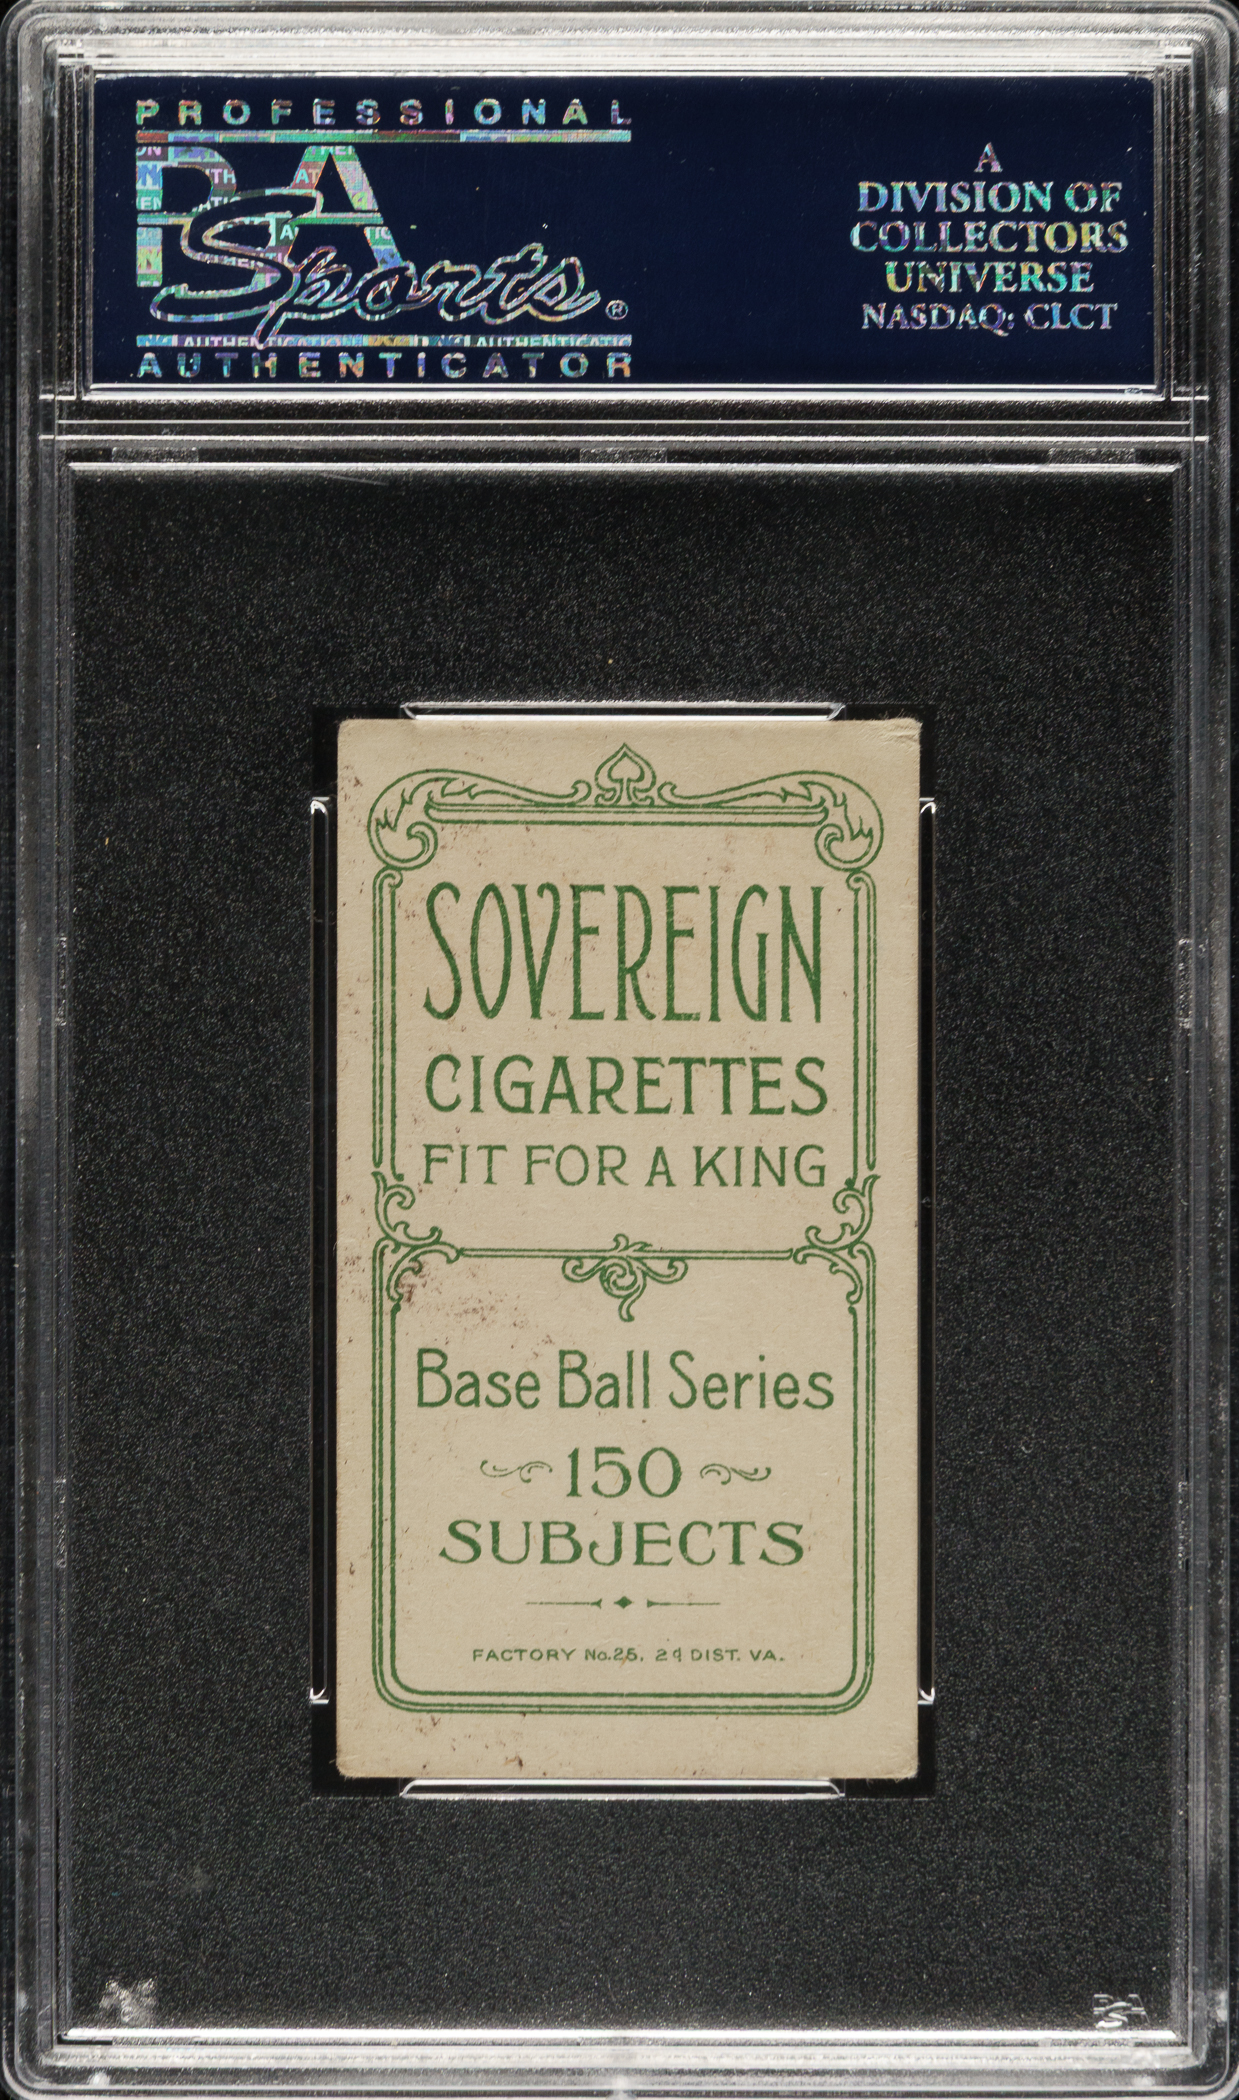 PROFESSIONAL
PSA
Sports®
AUTHENTICATOR
A
DIVISION OF
COLLECTORS
UNIVERSE
NASDAQ: CLCT
SOVEREIGN
CIGARETTES
FIT FOR A KING
Base Ball Series
150
SUBJECTS
FACTORY No. 25, 2d DIST. VA.
PSA